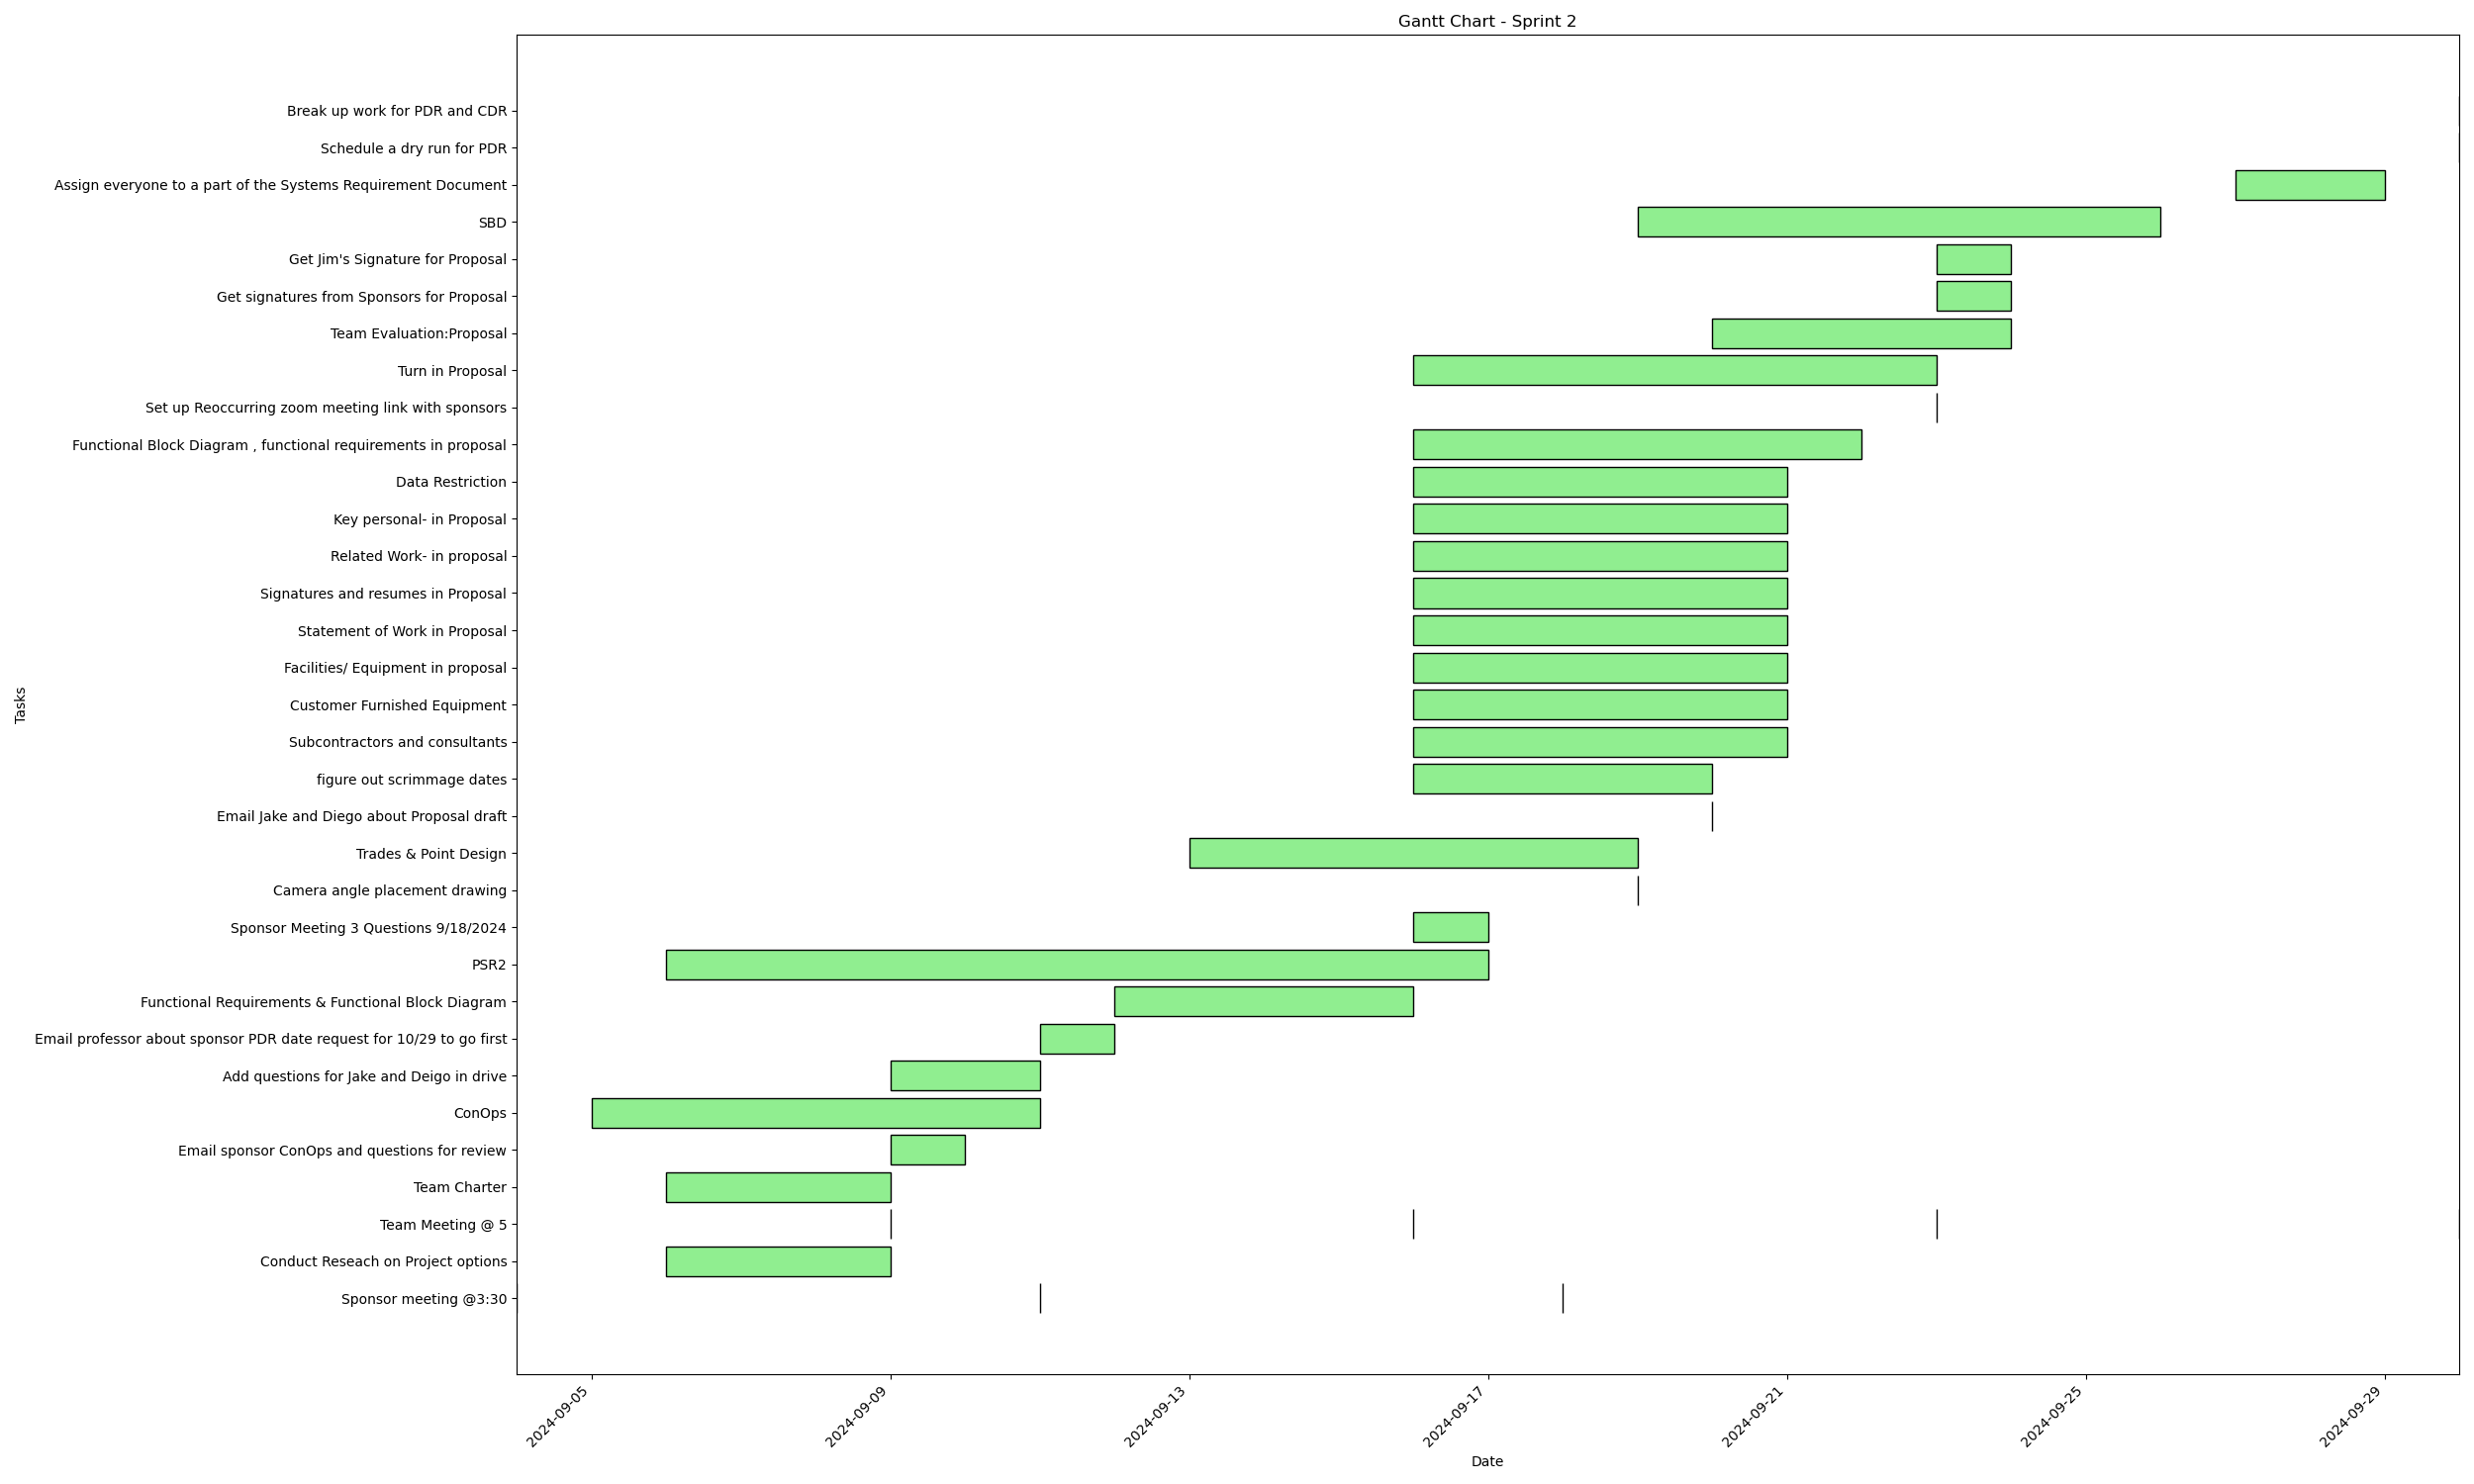 Gantt Chart - Sprint 2
Break up work for PDR and CDR
Schedule a dry run for PDR
Assign everyone to a part of the Systems Requirement Document
SBD
Get Jim's Signature for Proposal
Get signatures from Sponsors for Proposal
Team Evaluation:Proposal
Turn in Proposal
Set up Reoccurring zoom meeting link with sponsors
Functional Block Diagram , functional requirements in proposal
Data Restriction
Key personal- in Proposal
Related Work- in proposal
Signatures and resumes in Proposal
Statement of Work in Proposal
Facilities/ Equipment in proposal
Customer Furnished Equipment
Subcontractors and consultants
figure out scrimmage dates
Email Jake and Diego about Proposal draft
Trades & Point Design
Camera angle placement drawing
Sponsor Meeting 3 Questions 9/18/2024
PSR2
Functional Requirements & Functional Block Diagram
Email professor about sponsor PDR date request for 10/29 to go first
Add questions for Jake and Deigo in drive
ConOps
Email sponsor ConOps and questions for review
Team Charter
Team Meeting @ 5
Conduct Reseach on Project options
Sponsor meeting @3:30
Tasks
2024-09-05
2024-09-09
2024-09-13
2024-09-17
2024-09-21
2024-09-25
2024-09-29
Date